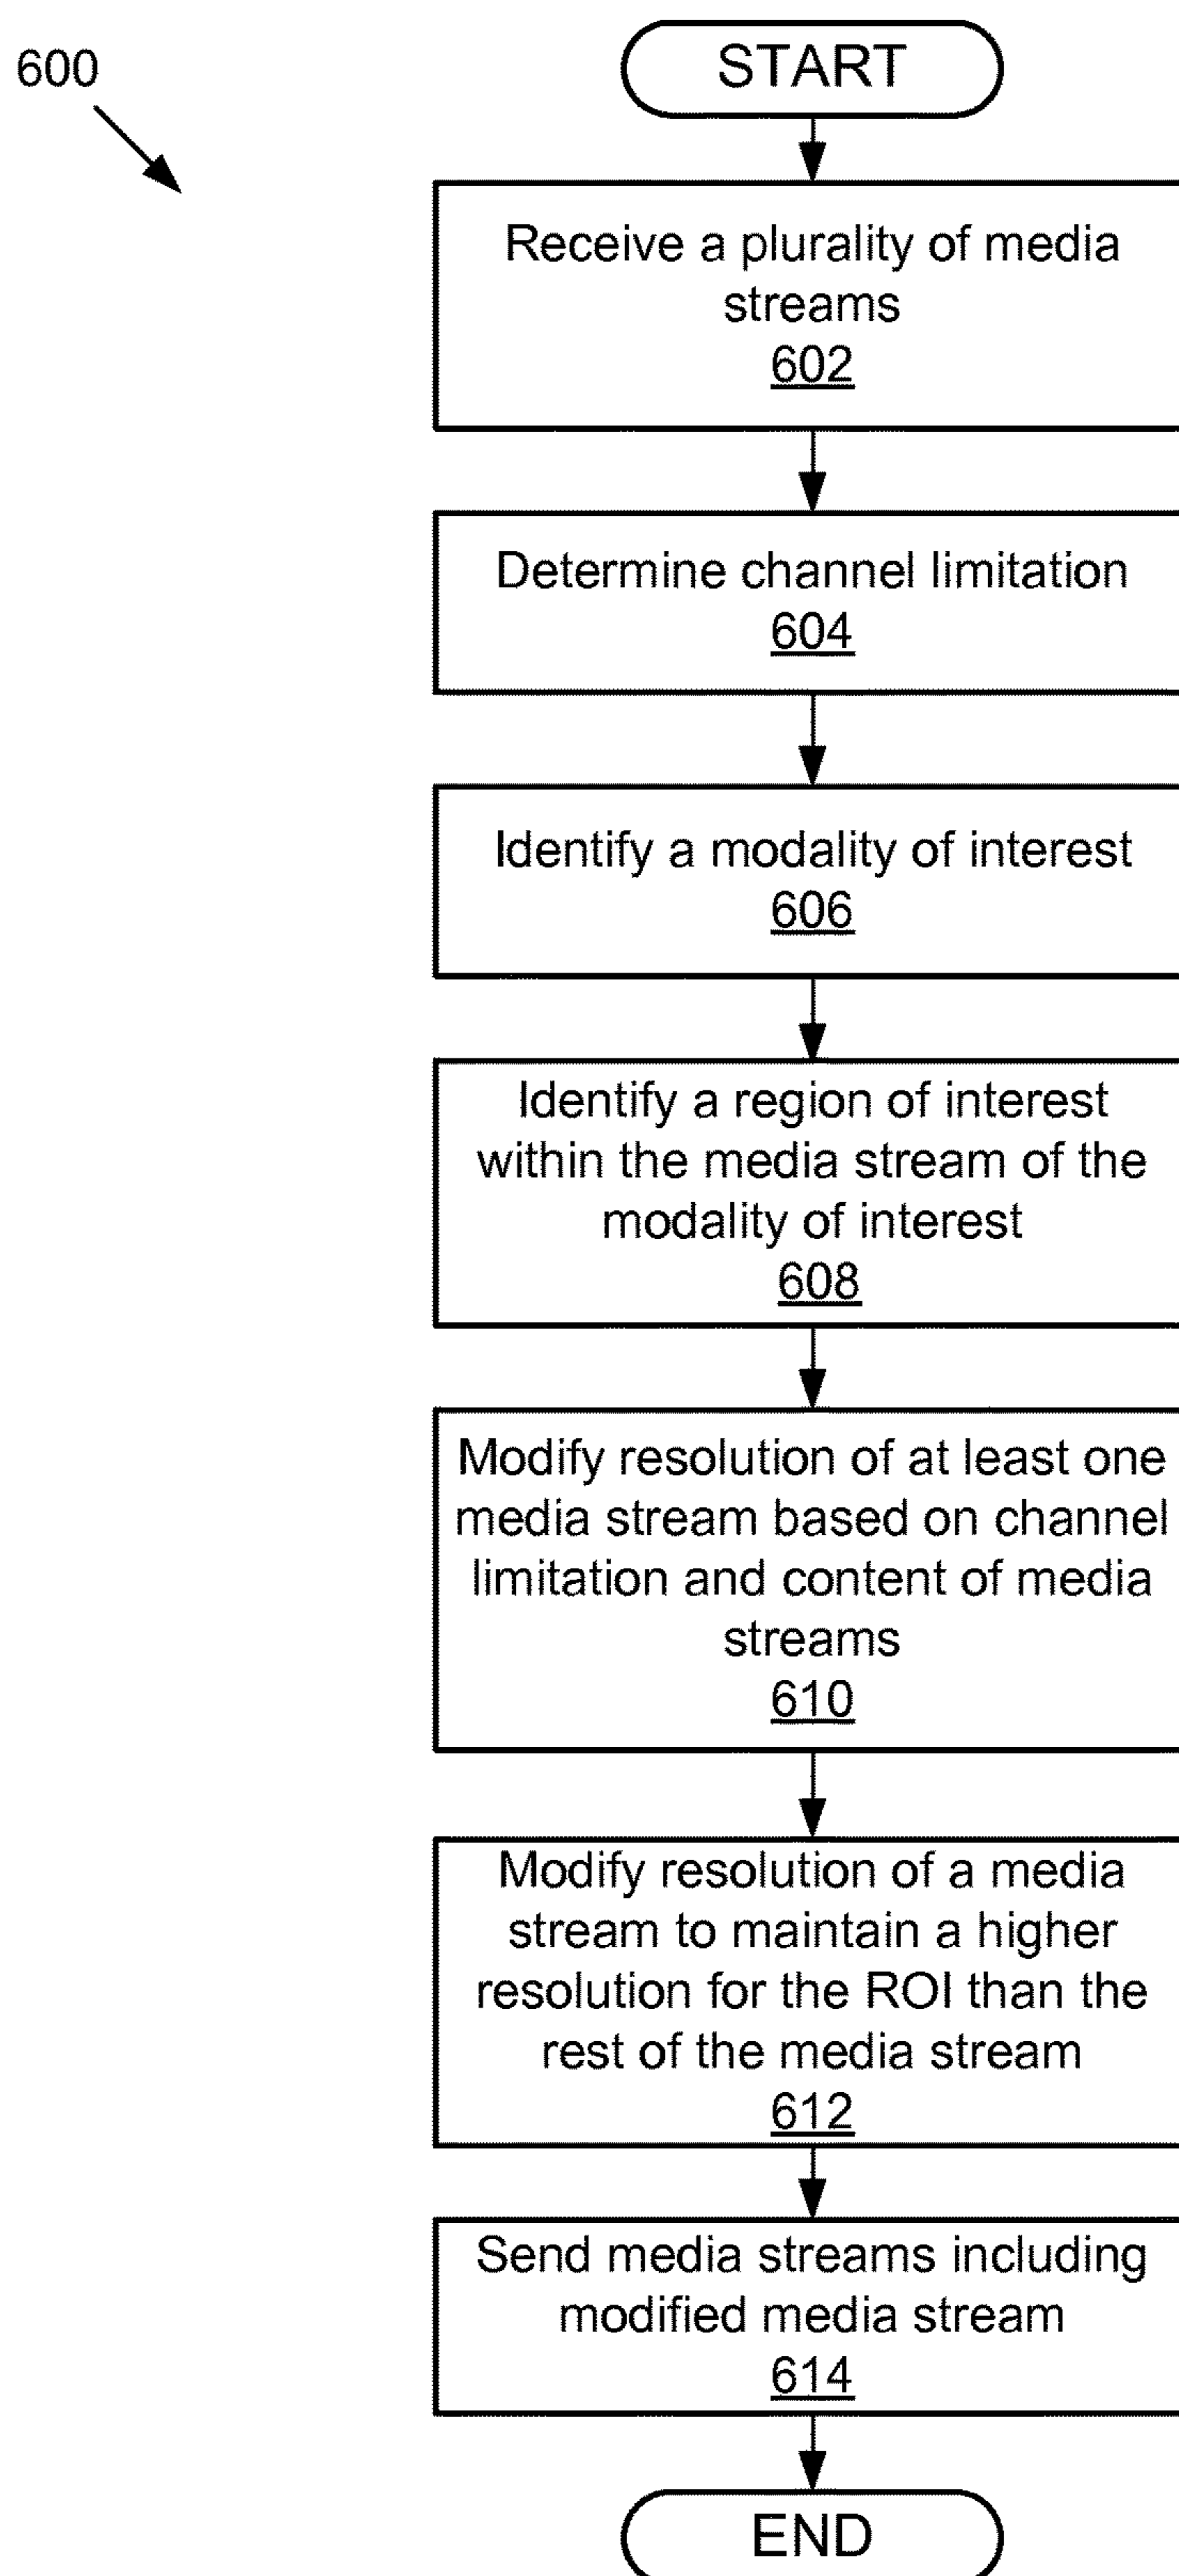 600
START
Receive a plurality of media
streams
602
Determine channel limitation
604
Identify a modality of interest
606
Identify a region of interest
within the media stream of the
modality of interest
608
Modify resolution of at least one
media stream based on channel
limitation and content of media
streams
610
Modify resolution of a media
stream to maintain a higher
resolution for the ROI than the
rest of the media stream
612
Send media streams including
modified media stream
614
END